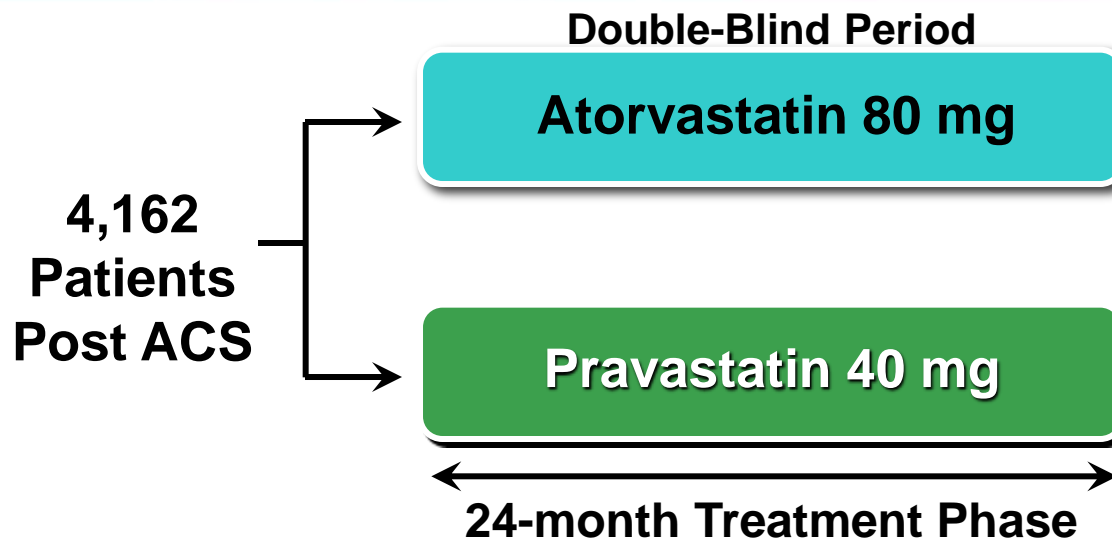 Double-Blind Period
Atorvastatin 80 mg
4,162
Patients
Post ACS
Pravastatin 40 mg
24-month Treatment Phase